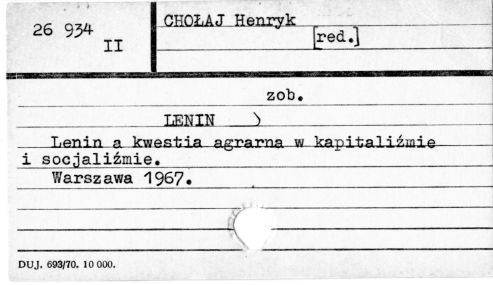 26 934
II
CHOŁAJ Henryk
[red.]
zob.
LENIN )
Lenin a kwestia agrarna w kapitaliźmie
i socjaliźmie.
Warszawa 1967.
DUJ. 693/70. 10 000.